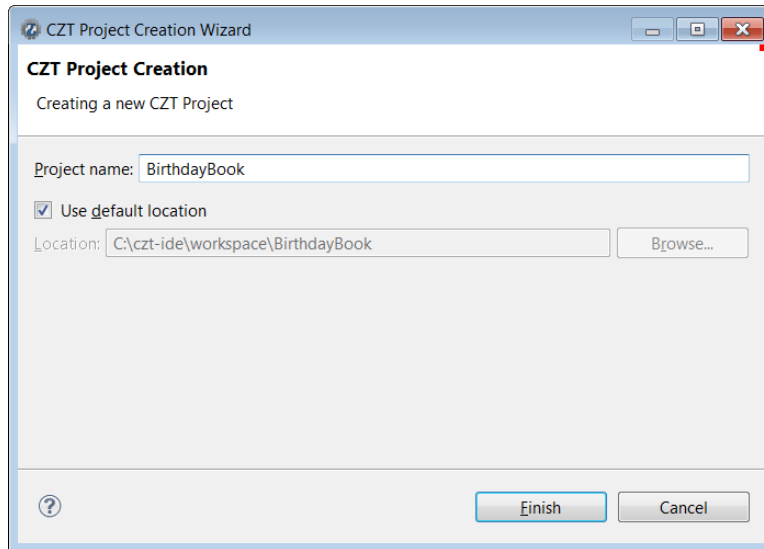 CZT Project Creation Wizard
CZT Project Creation
Creating a new CZT Project
Project name: BirthdayBook
Use default location
Location: C:\czt-ide\workspace\BirthdayBook Browse...
? Finish Cancel